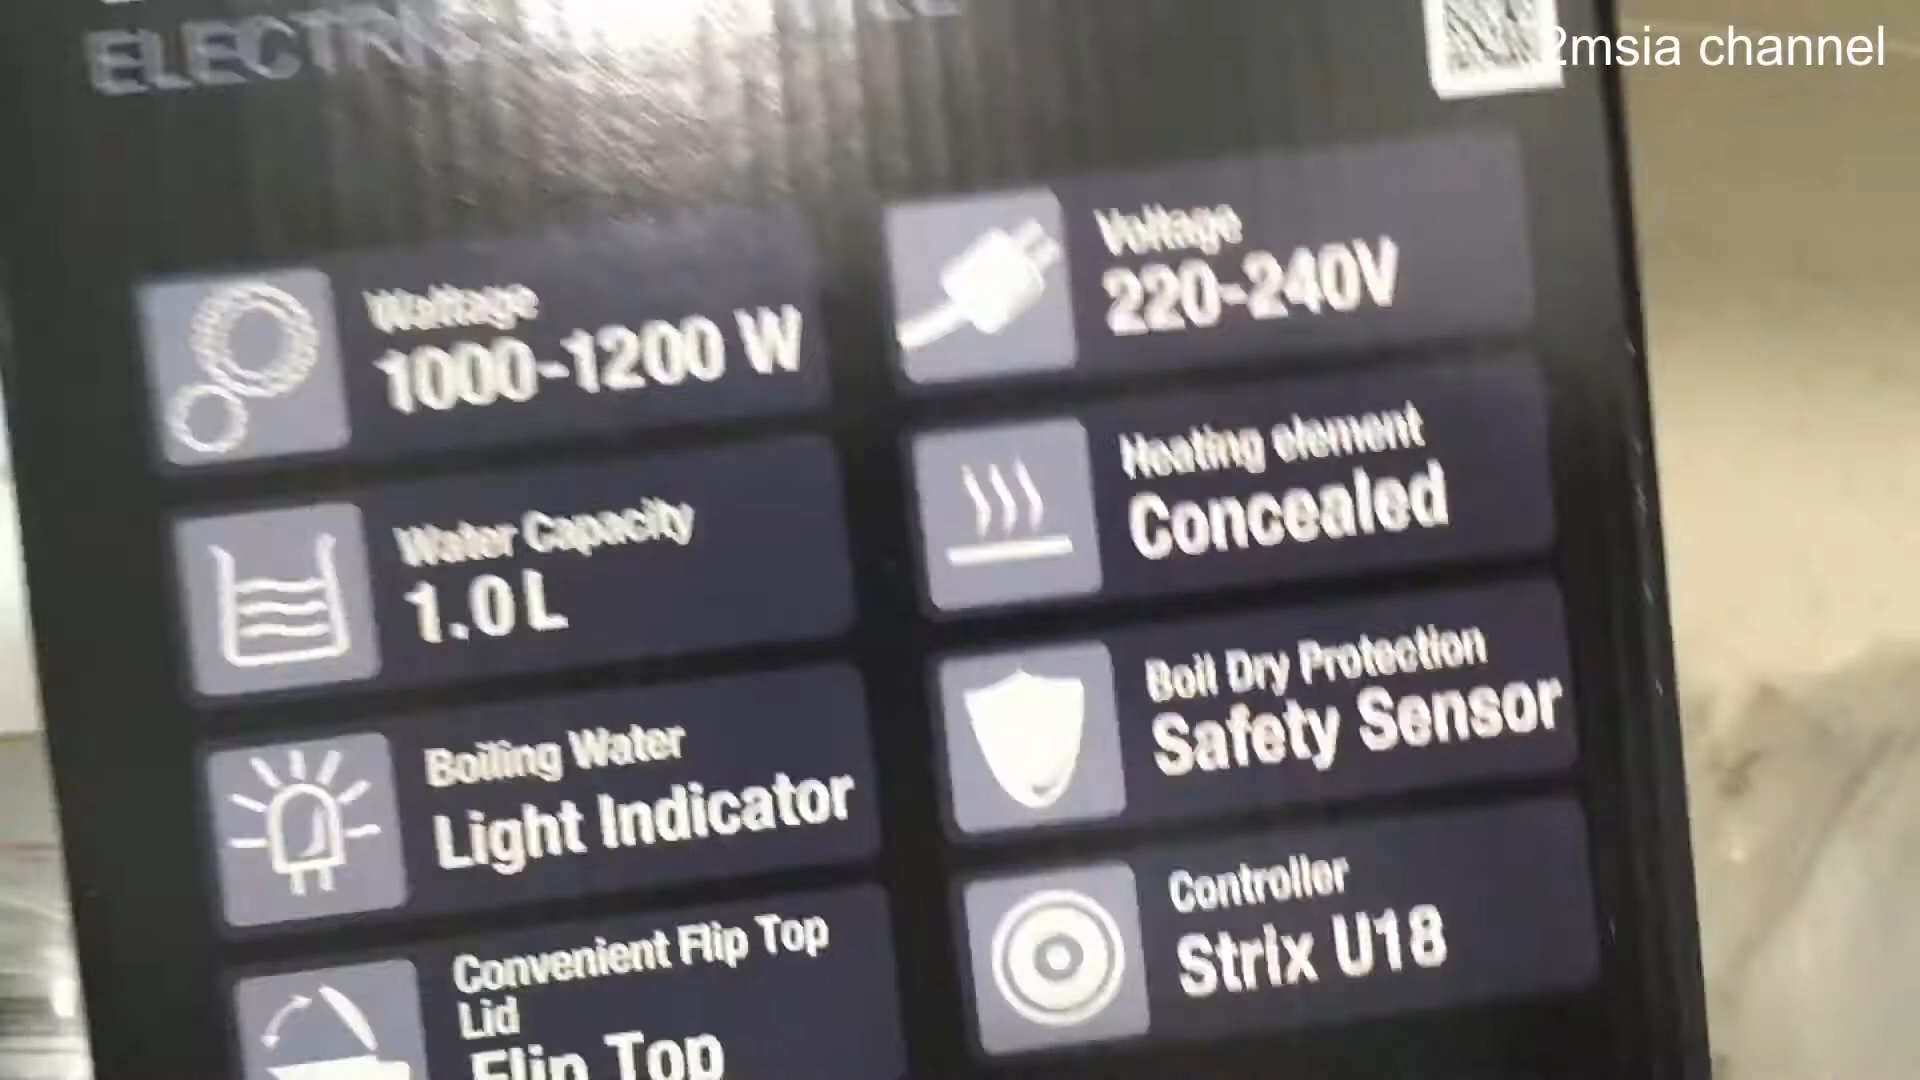 ELECTRIC
2msia channel
Wattage
1000-1200 W
Voltage
220-240V
Water Capacity
1.0 L
Heating element
Concealed
Boiling Water
Light Indicator
Boil Dry Protection
Safety Sensor
Convenient Flip Top
Lid
Flip Top
Controller
Strix U18